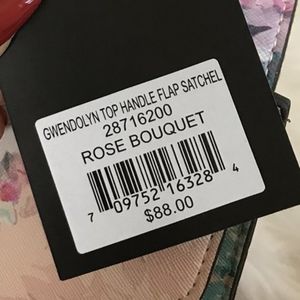 GWENDOLYN TOP HANDLE FLAP SATCHEL
28716200
ROSE BOUQUET
7 09752 16328 4
$88.00